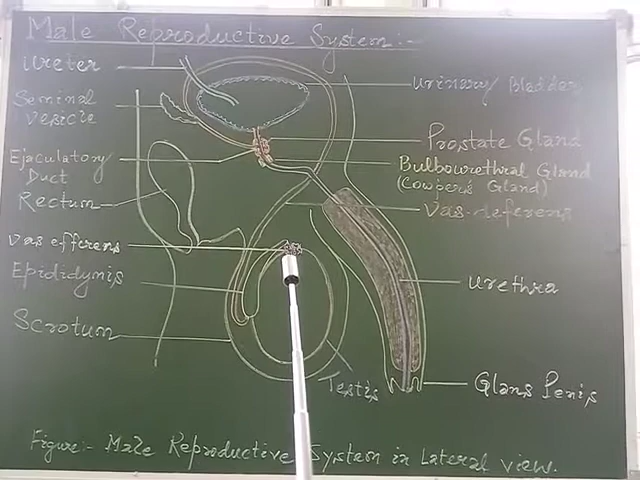 Male Reproductive System:-
Ureter
Urinary Bladder
Seminal
vesicle
Prostate Gland
Ejaculatory
Duct
Bulbourethral Gland
(Cowpers Gland)
Rectum
Vas-deferens
Vas efferens
Epididymis
Urethra
Scrotum
Testis
Glans Penis
Figure:- Male Reproductive System in Lateral view.